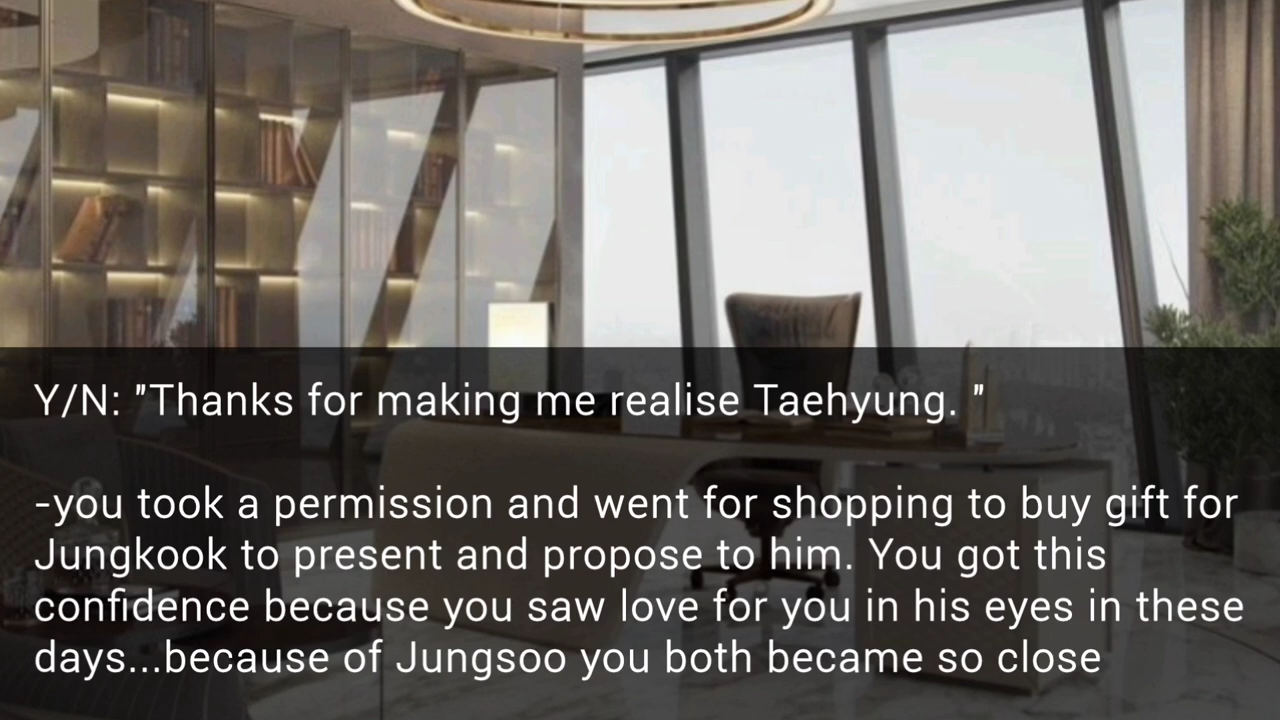 Y/N: "Thanks for making me realise Taehyung. "
-you took a permission and went for shopping to buy gift for
Jungkook to present and propose to him. You got this
confidence because you saw love for you in his eyes in these
days...because of Jungsoo you both became so close